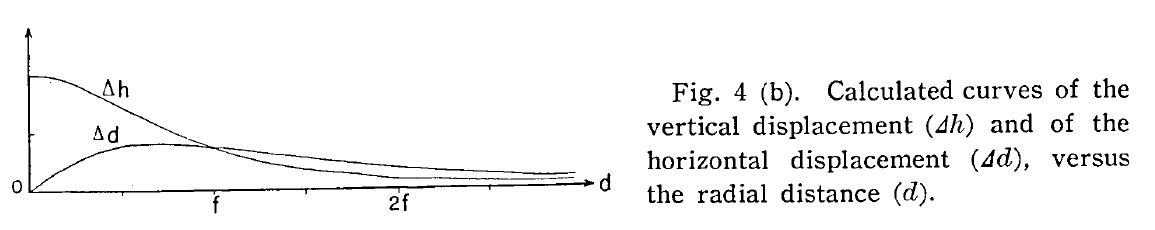 Δh
Δd
0
f
2f
d
Fig. 4 (b). Calculated curves of the
vertical displacement (Δh) and of the
horizontal displacement (Δd), versus
the radial distance (d).